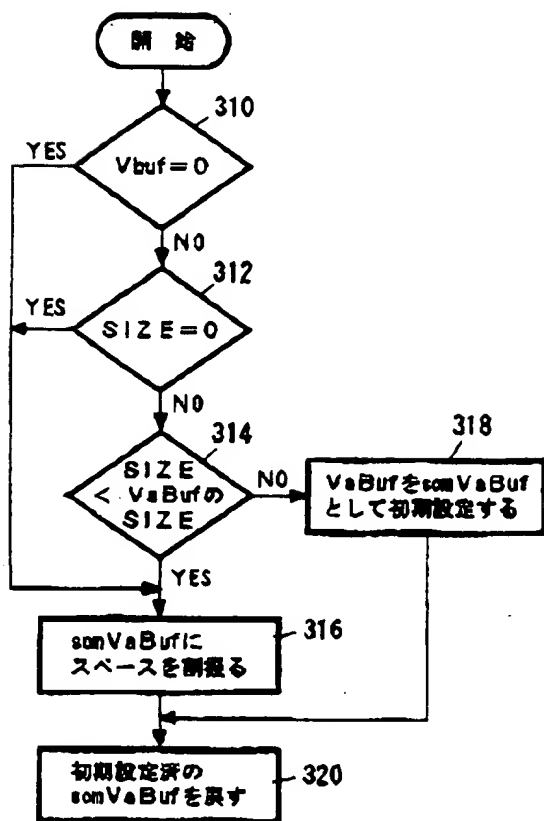 開始
310
YES
Vbuf=0
NO
312
YES
SIZE=0
NO
314
SIZE
< VaBufの
SIZE
NO
318
VaBufをsomVaBuf
として初期設定する
YES
somVaBufに
スペースを割振る
316
初期設定済の
somVaBufを戻す
320